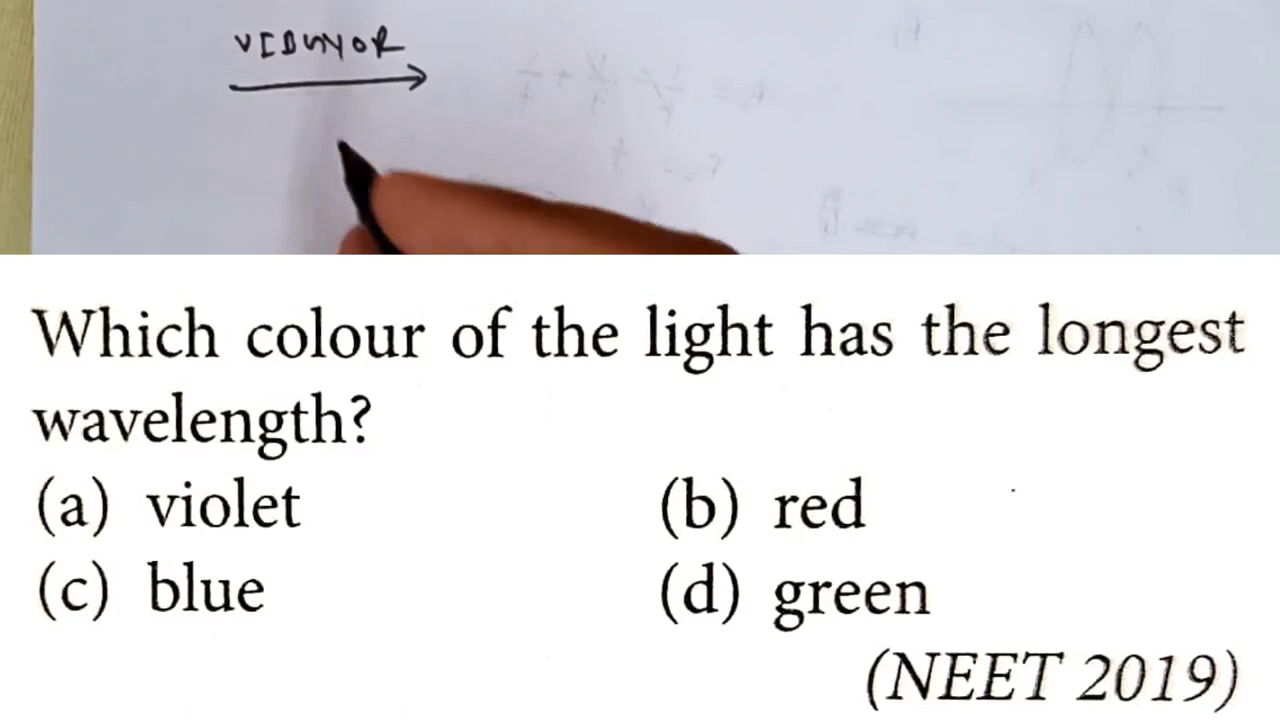 VIBGYOR
Which colour of the light has the longest
wavelength?
(a) violet (b) red
(c) blue (d) green
(NEET 2019)